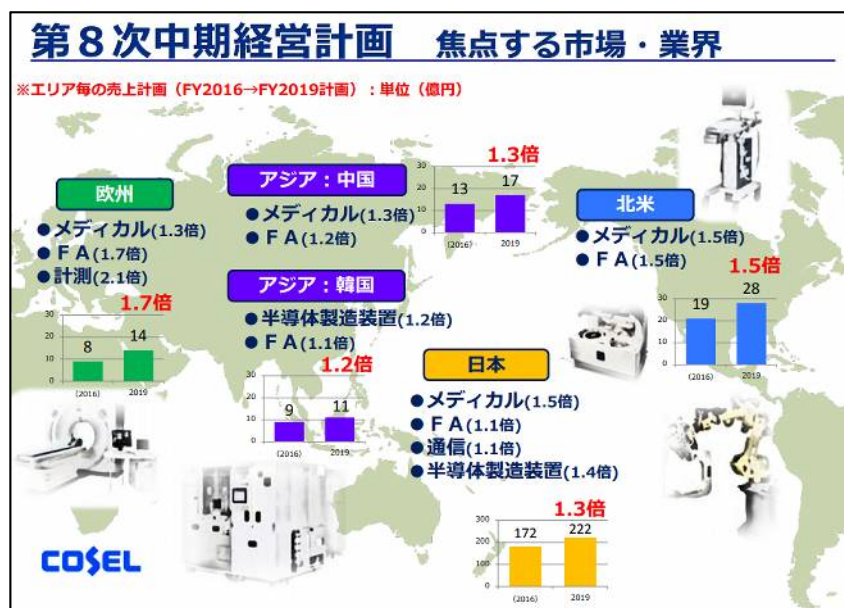 第８次中期経営計画　焦点する市場・業界
※エリア毎の売上計画（FY2016→FY2019計画）：単位（億円）
欧州
●メディカル(1.3倍)
●ＦＡ(1.7倍)
●計測(2.1倍)
1.7倍
30
20
10
0
8
14
(2016)
2019
アジア：中国
●メディカル(1.3倍)
●ＦＡ(1.2倍)
1.3倍
30
20
10
0
13
17
(2016)
2019
アジア：韓国
●半導体製造装置(1.2倍)
●ＦＡ(1.1倍)
1.2倍
30
20
10
0
9
11
(2016)
2019
北米
●メディカル(1.5倍)
●ＦＡ(1.5倍)
1.5倍
30
20
10
0
19
28
(2016)
2019
日本
●メディカル(1.5倍)
●ＦＡ(1.1倍)
●通信(1.1倍)
●半導体製造装置(1.4倍)
1.3倍
300
200
100
0
172
222
(2016)
2019
COSEL